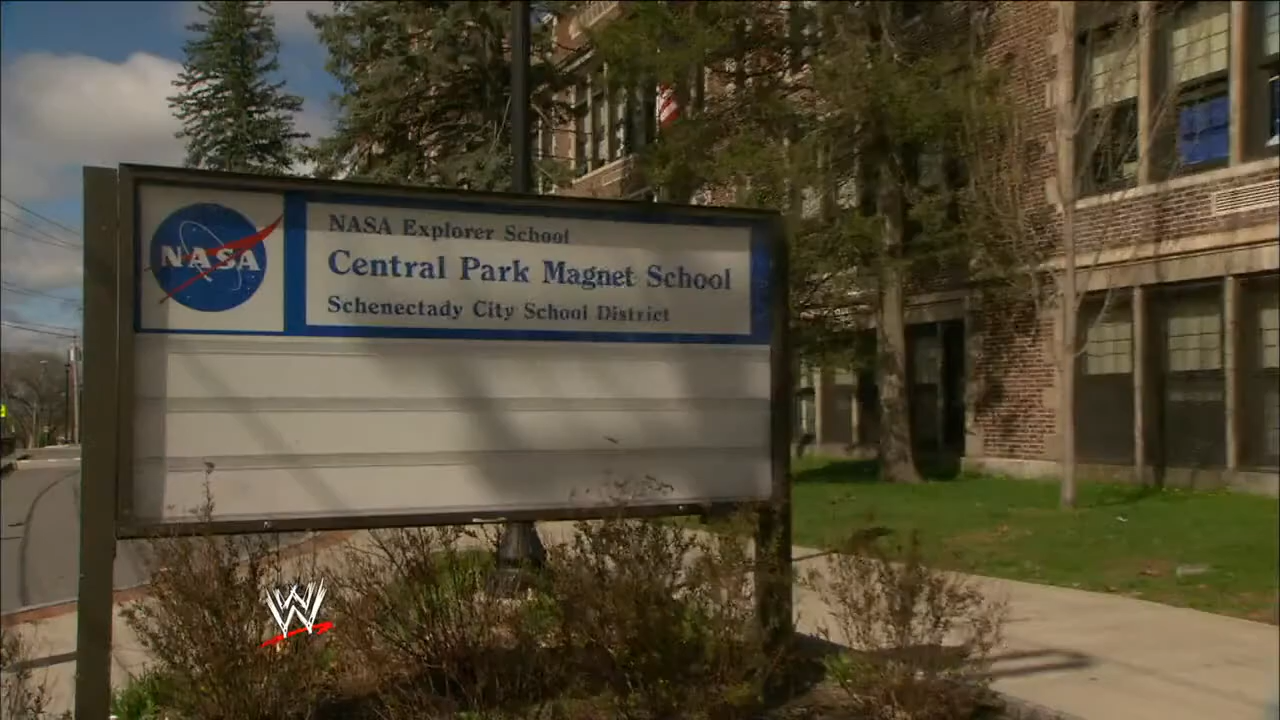 NASA
NASA Explorer School
Central Park Magnet School
Schenectady City School District
W